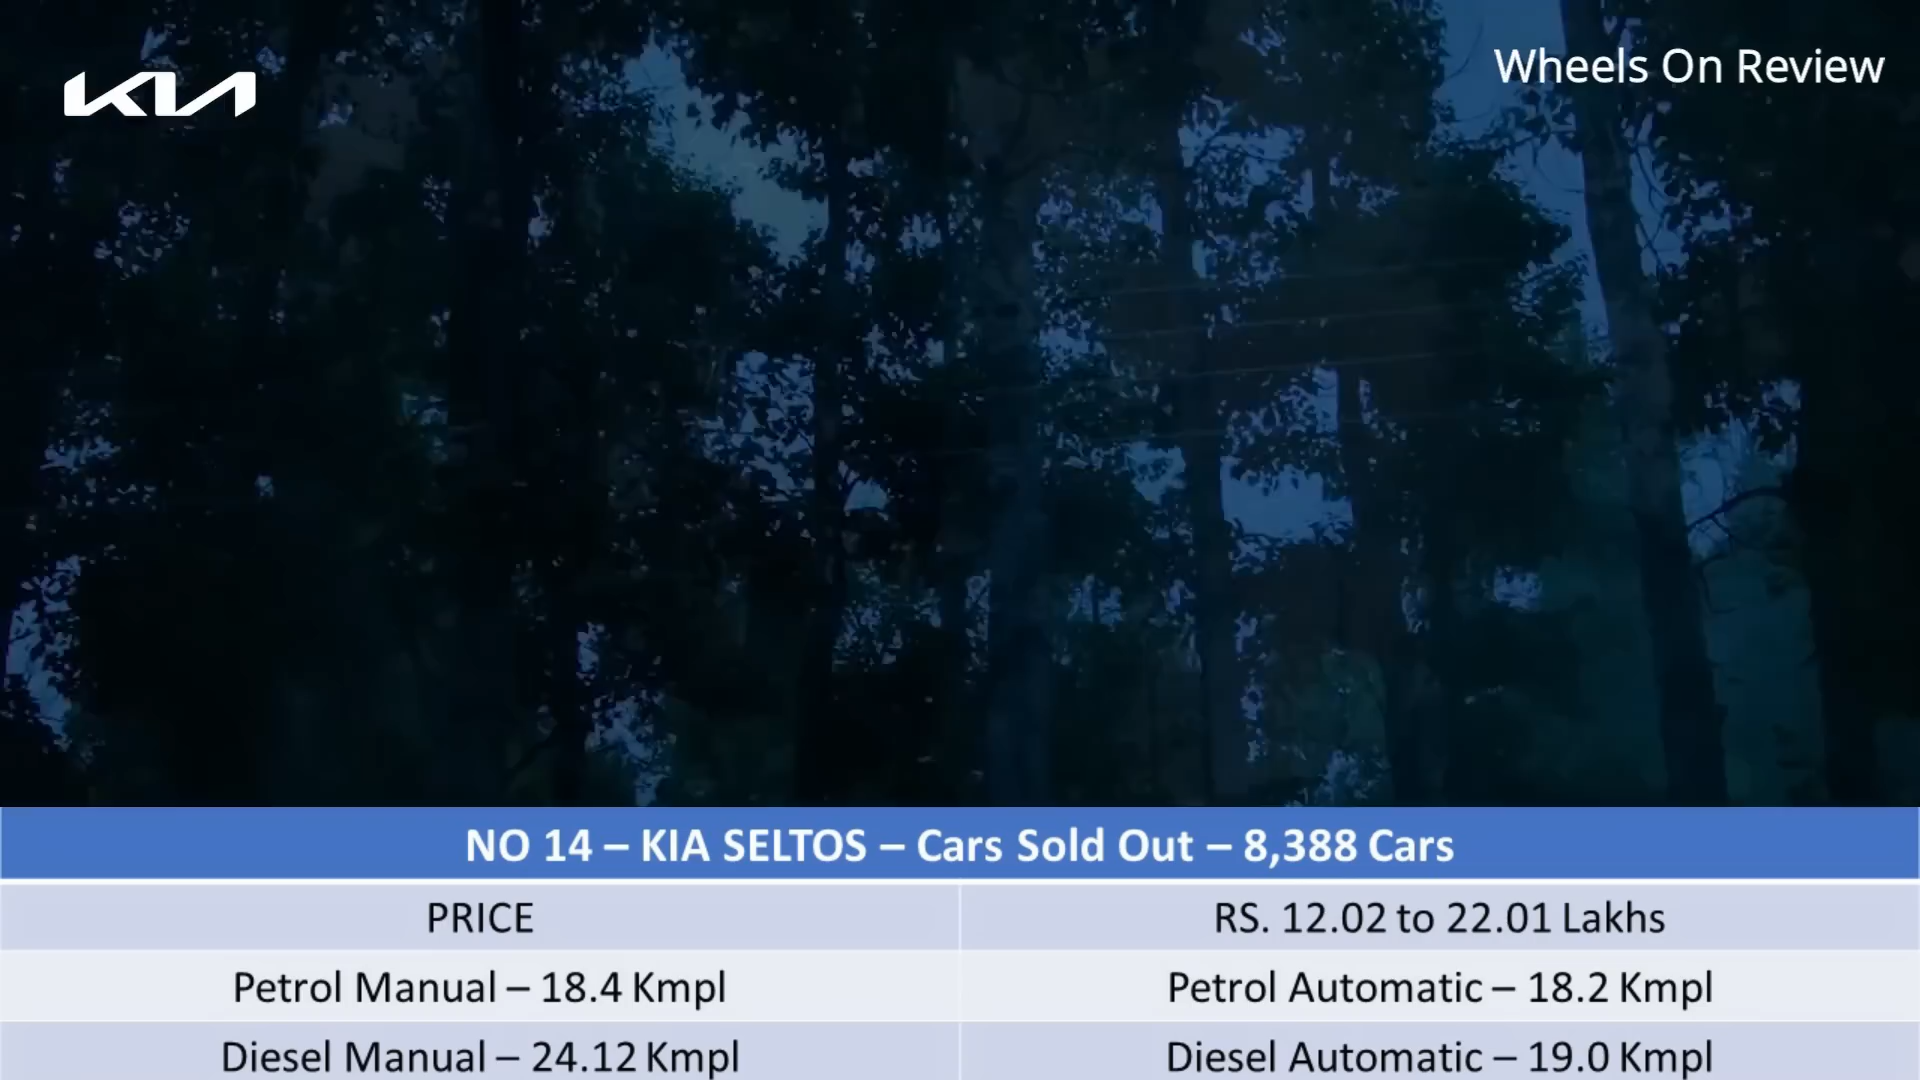 KIA
Wheels On Review
NO 14 – KIA SELTOS – Cars Sold Out – 8,388 Cars
PRICE
RS. 12.02 to 22.01 Lakhs
Petrol Manual – 18.4 Kmpl
Petrol Automatic – 18.2 Kmpl
Diesel Manual – 24.12 Kmpl
Diesel Automatic – 19.0 Kmpl